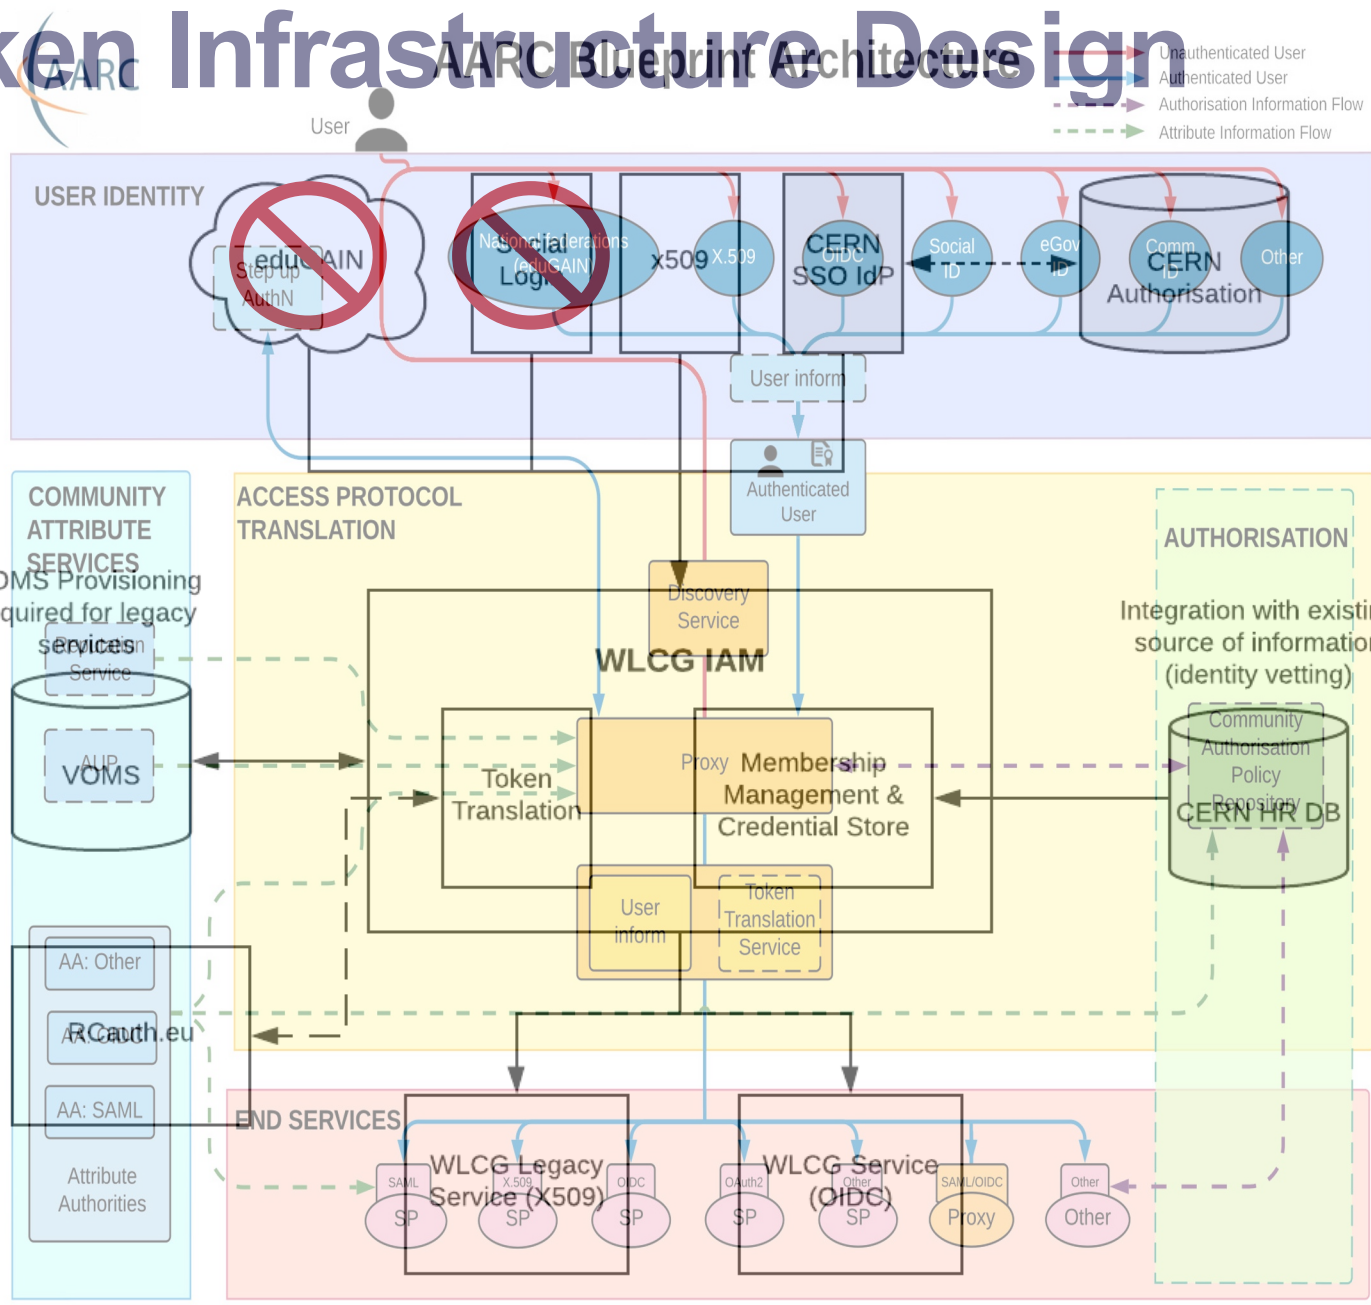 ken Infrastructure Design
AARC Blueprint Architecture
AARC
Unauthenticated User
Authenticated User
Authorisation Information Flow
Attribute Information Flow
User
USER IDENTITY
eduGAIN
Step up
AuthN
National federations
(eduGAIN)
Social
Login
x509
X.509
CERN
SSO IdP
OIDC
Social
ID
eGov
ID
Comm
ID
CERN
Authorisation
Other
User inform
Authenticated
User
COMMUNITY
ATTRIBUTE
SERVICES
ACCESS PROTOCOL
TRANSLATION
AUTHORISATION
OMS Provisioning
quired for legacy
services
Reputation
Service
Discovery
Service
WLCG IAM
Integration with existi
source of information
(identity vetting)
AUP
VOMS
Token
Translation
Proxy
Membership
Management &
Credential Store
Community
Authorisation
Policy
Repository
CERN HR DB
User
inform
Token
Translation
Service
AA: Other
AA: OIDC
RCauth.eu
AA: SAML
Attribute
Authorities
END SERVICES
WLCG Legacy
Service (X509)
WLCG Service
(OIDC)
SAML
SP
X.509
SP
OIDC
SP
OAuth2
SP
Other
SP
SAML/OIDC
Proxy
Other
Other